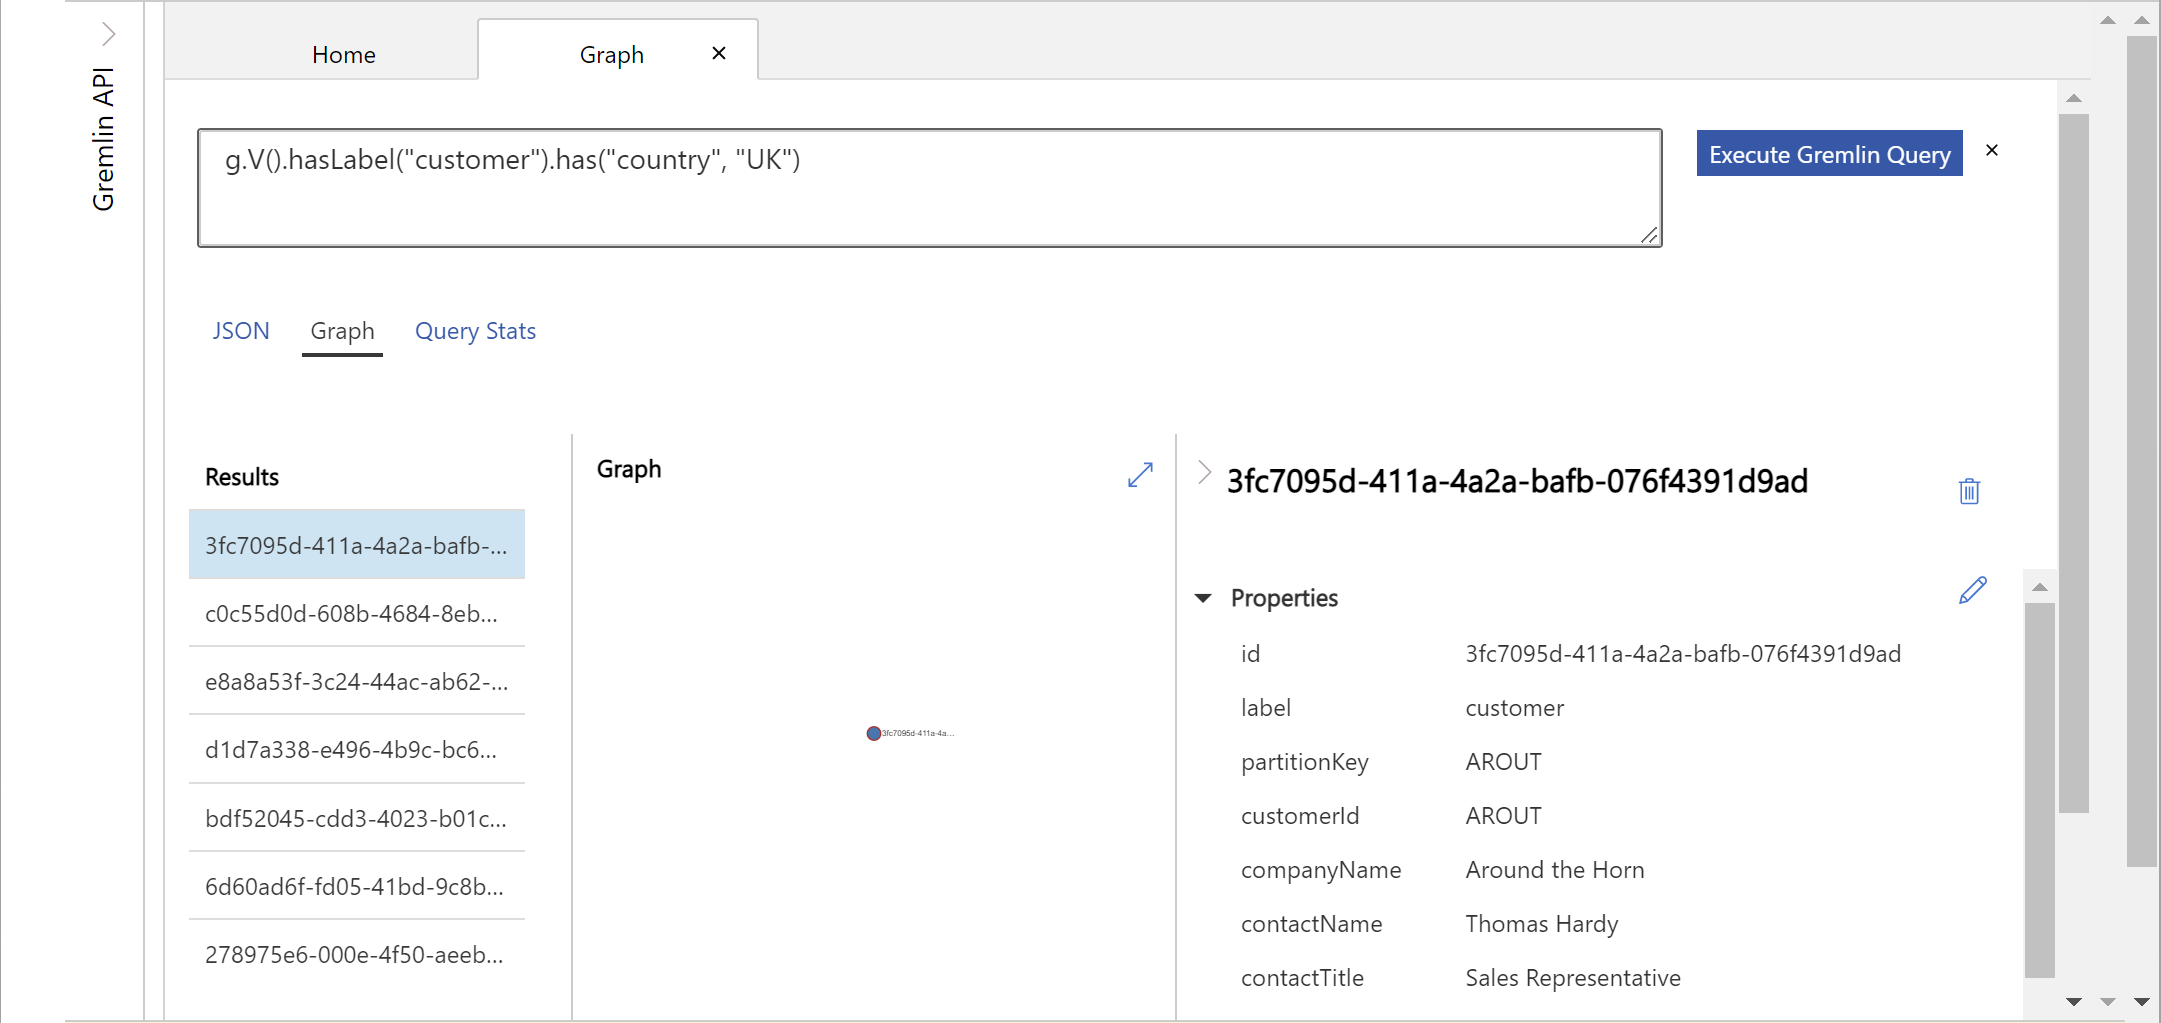 Gremlin API
Home
Graph
g.V().hasLabel("customer").has("country", "UK")
Execute Gremlin Query
JSON
Graph
Query Stats
Results
3fc7095d-411a-4a2a-bafb-...
c0c55d0d-608b-4684-8eb...
e8a8a53f-3c24-44ac-ab62-...
d1d7a338-e496-4b9c-bc6...
bdf52045-cdd3-4023-b01c...
6d60ad6f-fd05-41bd-9c8b...
278975e6-000e-4f50-aeeb...
Graph
3fc7095d-411a-4a...
3fc7095d-411a-4a2a-bafb-076f4391d9ad
Properties
id 3fc7095d-411a-4a2a-bafb-076f4391d9ad
label customer
partitionKey AROUT
customerId AROUT
companyName Around the Horn
contactName Thomas Hardy
contactTitle Sales Representative